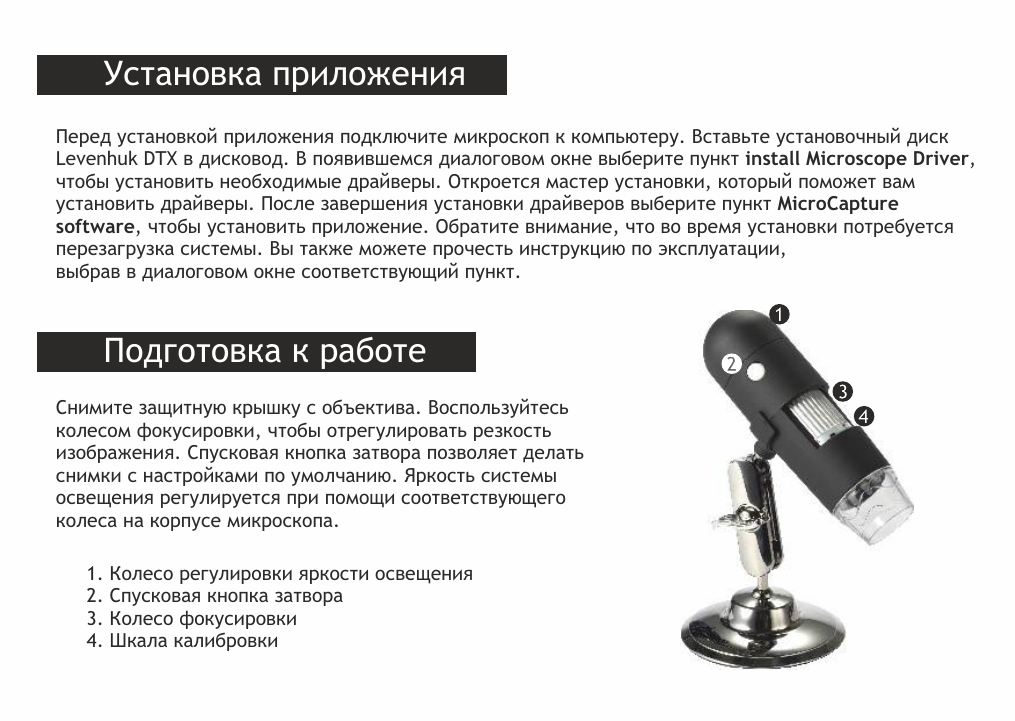 Установка приложения
Перед установкой приложения подключите микроскоп к компьютеру. Вставьте установочный диск
Levenhuk DTX в дисковод. В появившемся диалоговом окне выберите пункт install Microscope Driver,
чтобы установить необходимые драйверы. Откроется мастер установки, который поможет вам
установить драйверы. После завершения установки драйверов выберите пункт MicroCapture
software, чтобы установить приложение. Обратите внимание, что во время установки потребуется
перезагрузка системы. Вы также можете прочесть инструкцию по эксплуатации,
выбрав в диалоговом окне соответствующий пункт.
Подготовка к работе
Снимите защитную крышку с объектива. Воспользуйтесь
колесом фокусировки, чтобы отрегулировать резкость
изображения. Спусковая кнопка затвора позволяет делать
снимки с настройками по умолчанию. Яркость системы
освещения регулируется при помощи соответствующего
колеса на корпусе микроскопа.
1. Колесо регулировки яркости освещения
2. Спусковая кнопка затвора
3. Колесо фокусировки
4. Шкала калибровки
1
2
3
4